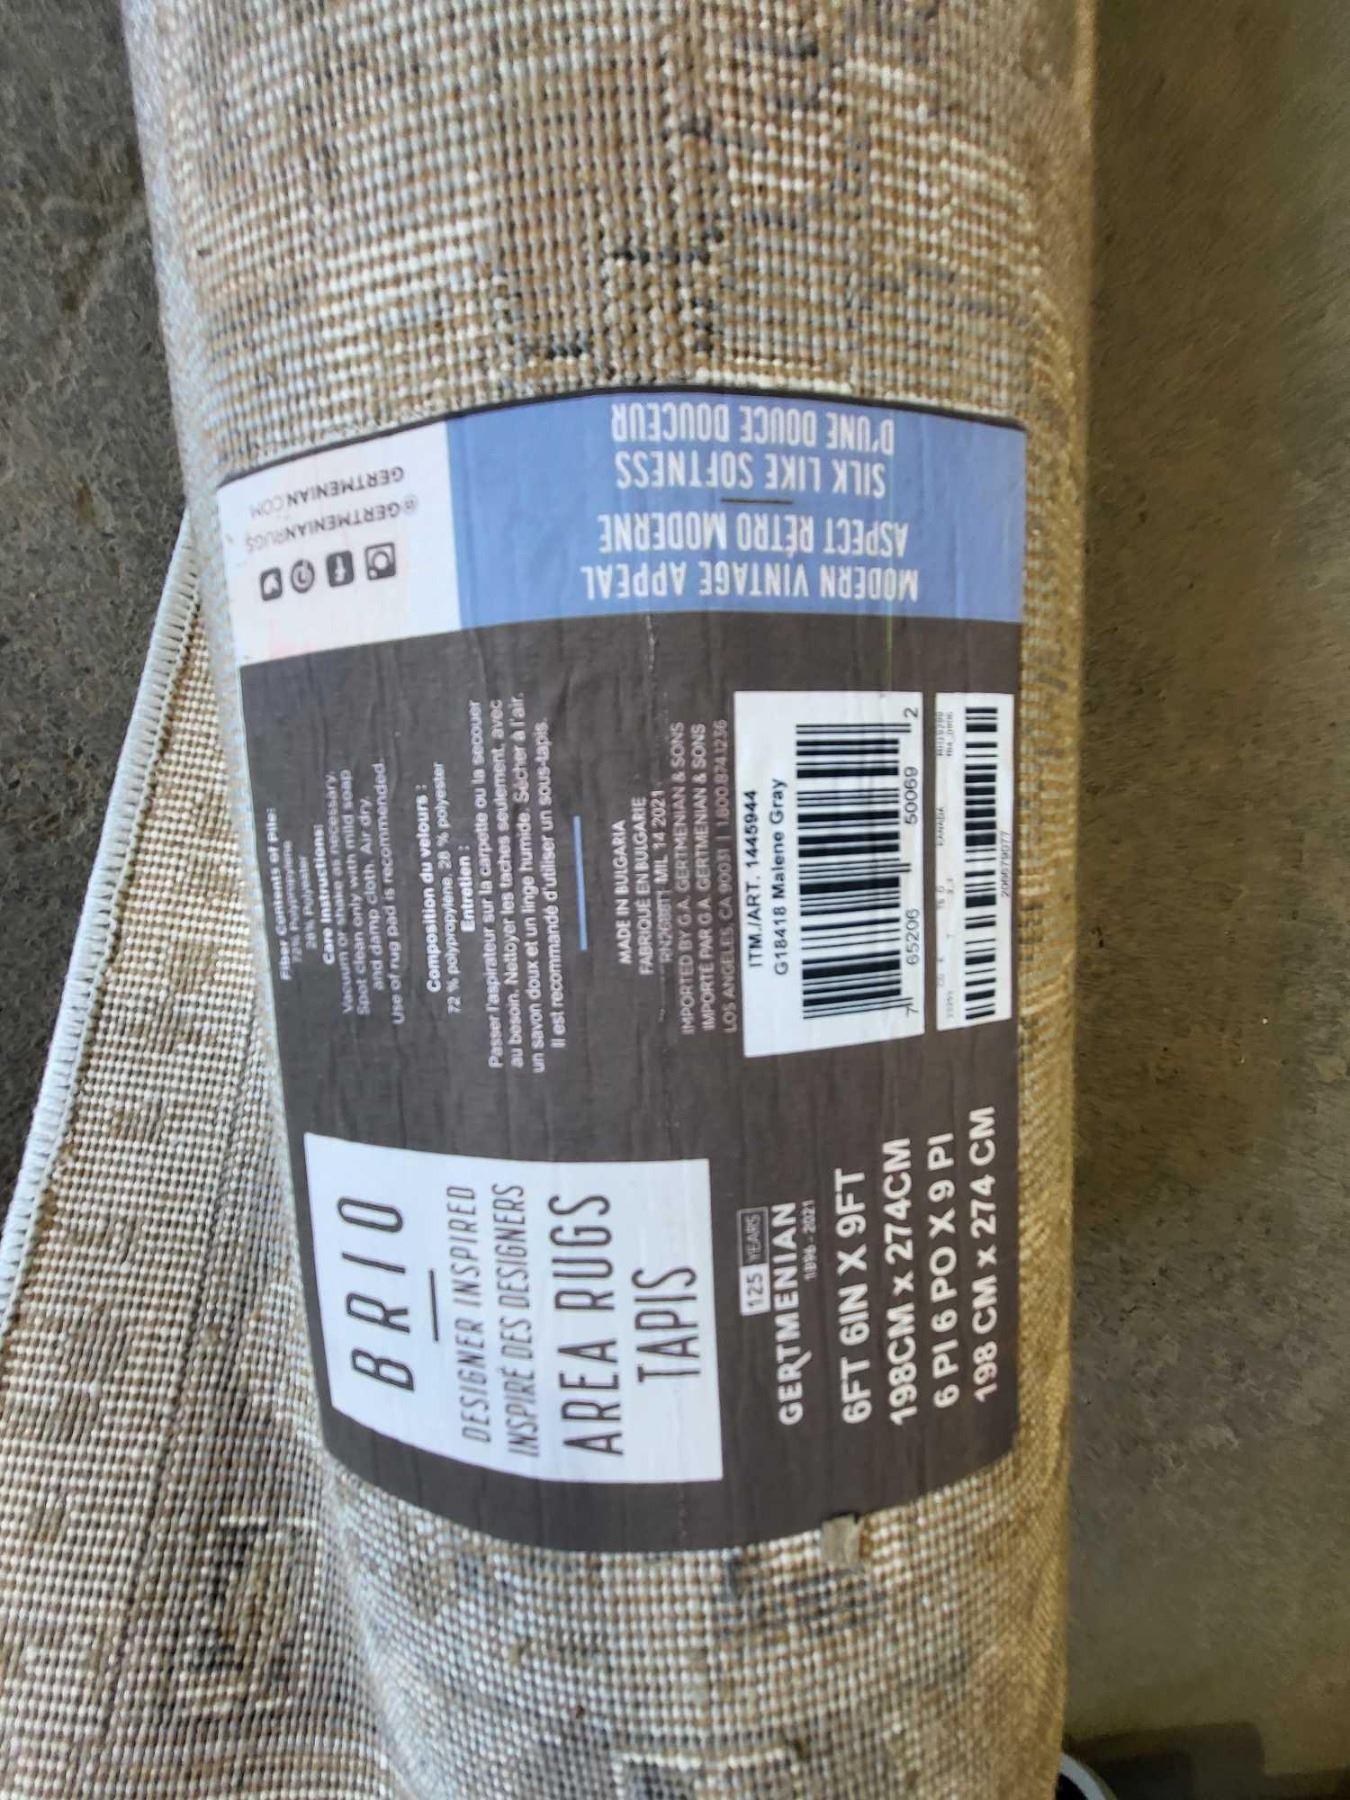 BRIO
DESIGNER INSPIRED
INSPIRÉ DES DESIGNERS
AREA RUGS
TAPIS
125 YEARS
GERTMENIAN
1896 - 2021
6FT 6IN X 9FT
198CM x 274CM
6 PI 6 PO X 9 PI
198 CM x 274 CM
Fiber Contents of Pile:
72% Polypropylene
28% Polyester
Care Instructions:
Vacuum or shake as necessary.
Spot clean only with mild soap
and damp cloth. Air dry.
Use of rug pad is recommended.
Composition du velours :
72 % polypropylène, 28 % polyester
Entretien :
Passer l'aspirateur sur la carpette ou la secouer
au besoin. Nettoyer les taches seulement, avec
un savon doux et un linge humide. Sécher à l'air.
Il est recommandé d'utiliser un sous-tapis.
MADE IN BULGARIA
FABRIQUÉ EN BULGARIE
MIL 14 2021
IMPORTED BY G.A. GERTMENIAN & SONS
IMPORTÉ PAR G.A. GERTMENIAN & SONS
LOS ANGELES, CA 90031 | 1.800.874.1236
ITM./ART. 1445944
G18418 Malene Gray
7 65206 50069 2
CANADA
206679077
GERTMENIAN.COM
@GERTMENIANRUGS
MODERN VINTAGE APPEAL
ASPECT RÉTRO MODERNE
SILK LIKE SOFTNESS
D'UNE DOUCE DOUCEUR